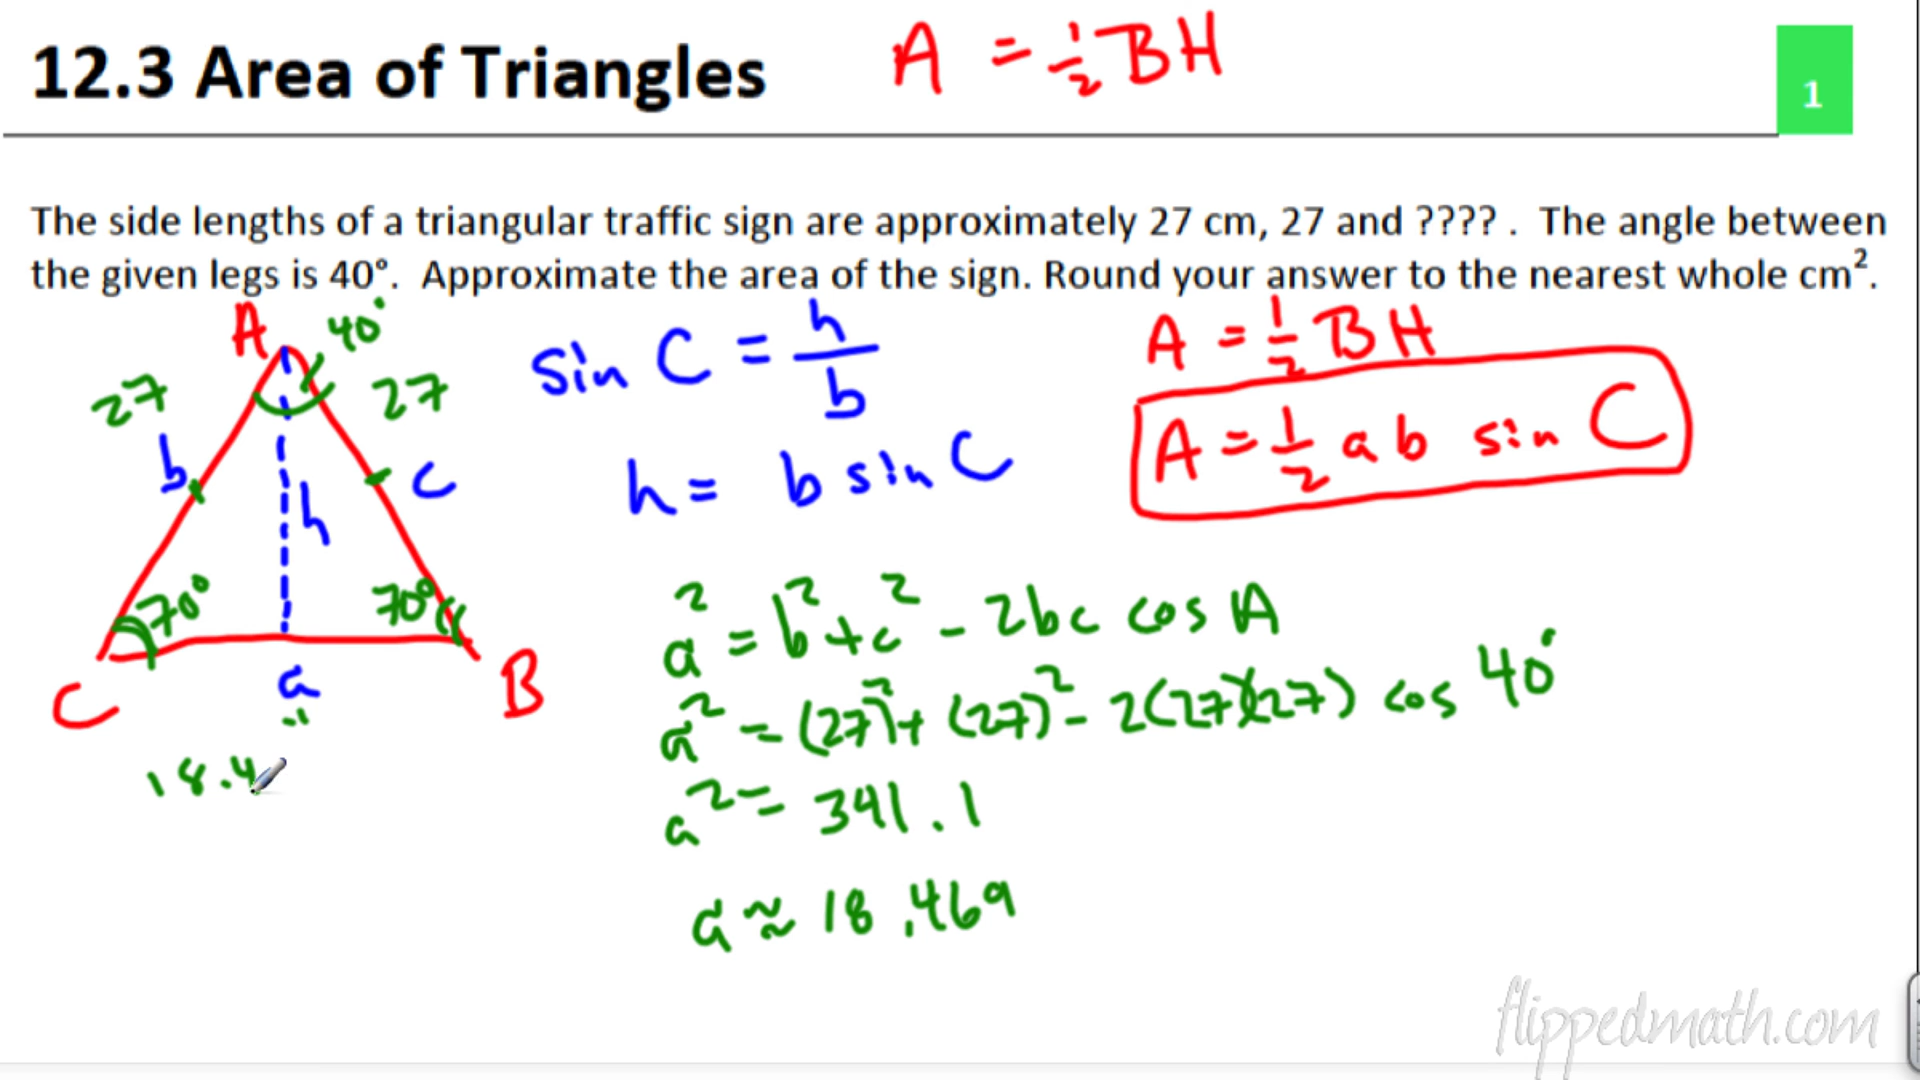 12.3 Area of Triangles
A = 1/2 BH
1
The side lengths of a triangular traffic sign are approximately 27 cm, 27 and ???? . The angle between
the given legs is 40°. Approximate the area of the sign. Round your answer to the nearest whole cm².
A
40°
27
27
b
c
h
70°
70°
C
a
B
18.4
sin C = h/b
h = b sin C
A = 1/2 BH
A = 1/2 ab sin C
a² = b² + c² - 2bc cos A
a² = (27)² + (27)² - 2(27)(27) cos 40°
a² = 341.1
a ≈ 18.469
flippedmath.com